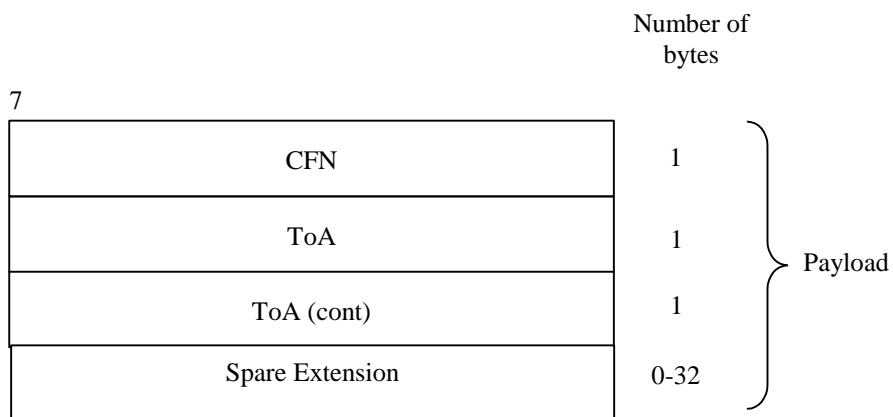 Number of
bytes
7
CFN 1
ToA 1
ToA (cont) 1
Payload
Spare Extension 0-32